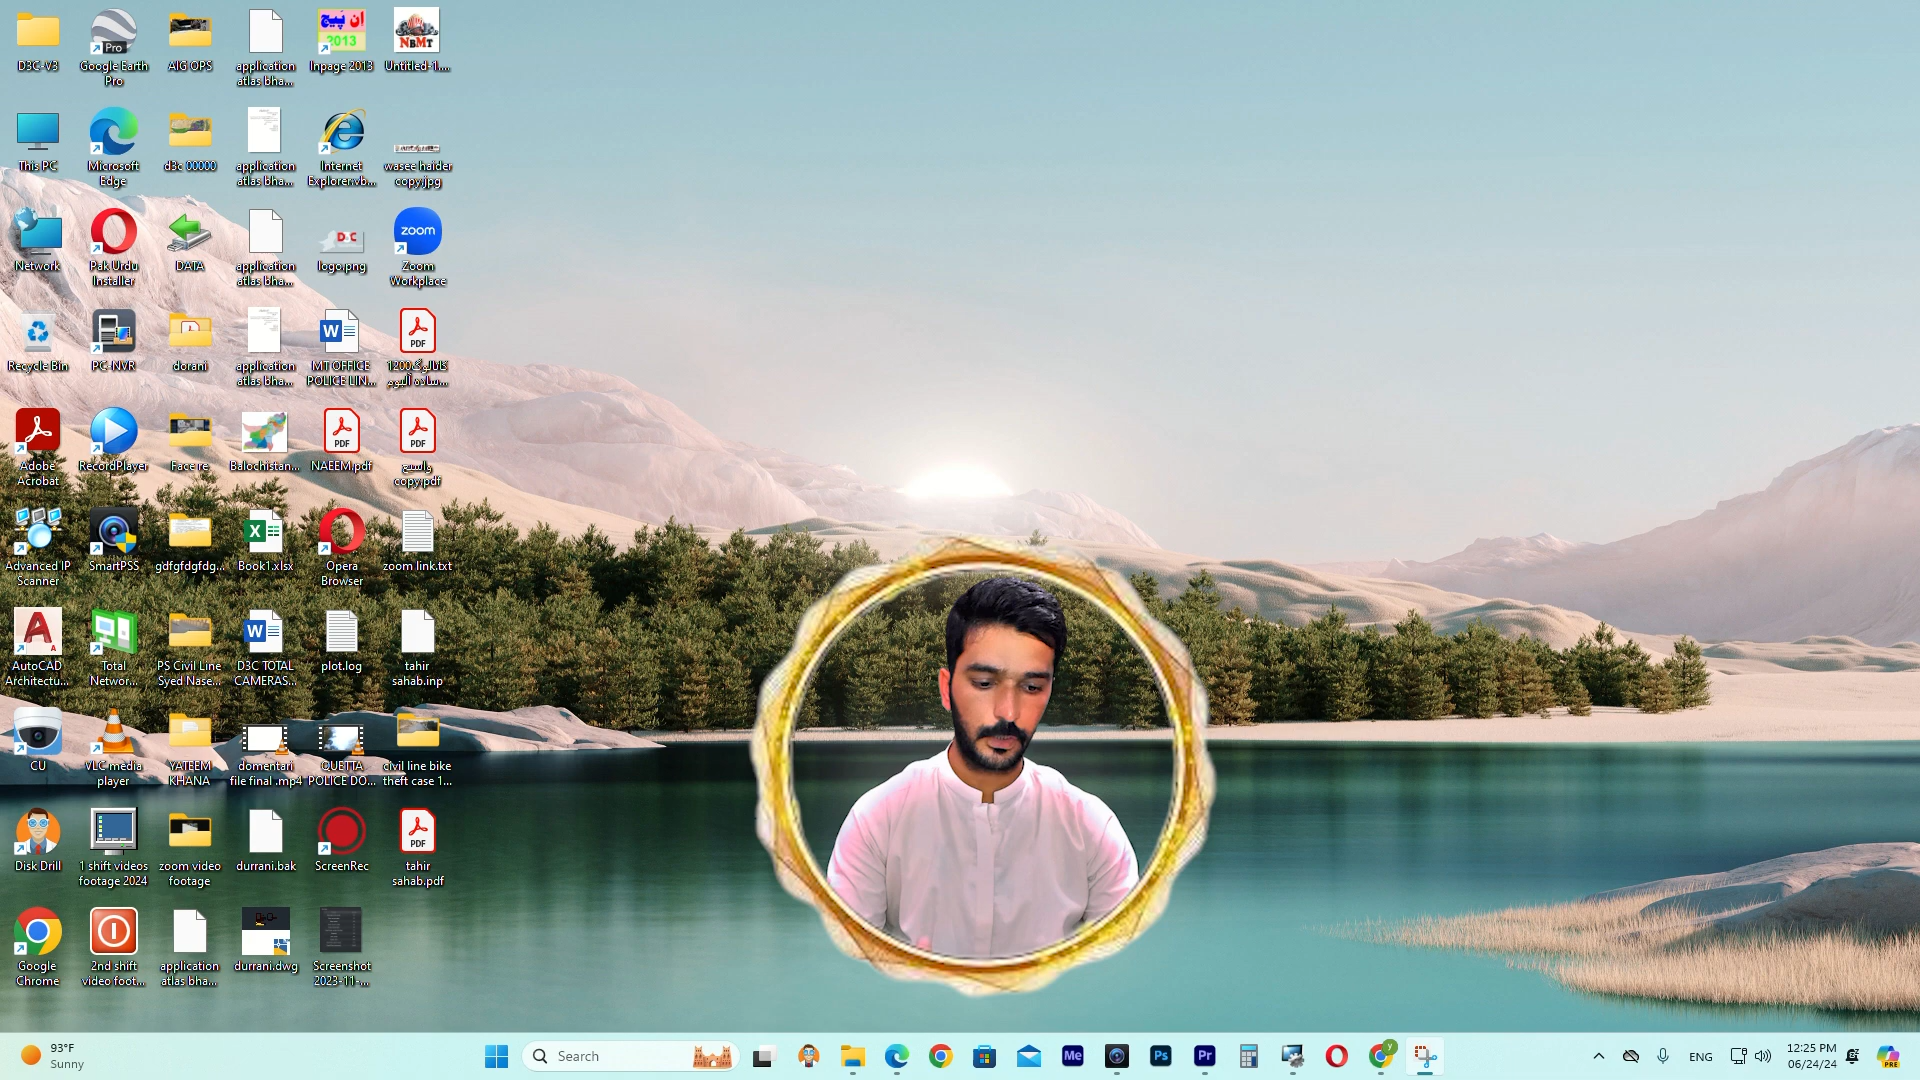 D3C-V3
Google Earth
Pro
AIG OPS
application
atlas bha...
Inpage 2013
Untitled-1....
Pro
ان پیج
2013
NBMT
This PC
Microsoft
Edge
d3c 00000
application
atlas bha...
Internet
Explorer.vb...
wasee haider
copy.jpg
Network
Pak Urdu
Installer
DATA
application
atlas bha...
D3C
logo.png
zoom
Zoom
Workplace
Recycle Bin
PC-NVR
dorani
application
atlas bha...
MT OFFICE
POLICE LIN...
PDF
Adobe
Acrobat
RecordPlayer
Face re
Balochistan...
PDF
NAEEM.pdf
PDF
واسع
copy.pdf
Advanced IP
Scanner
SmartPSS
gdfgfdgfdg...
Book1.xlsx
Opera
Browser
zoom link.txt
AutoCAD
Architectu...
Total
Networ...
PS Civil Line
Syed Nase...
D3C TOTAL
CAMERAS...
plot.log
tahir
sahab.inp
CU
VLC media
player
YATEEM
KHANA
domentari
file final .mp4
QUETTA
POLICE DO...
civil line bike
theft case 1...
Disk Drill
1 shift videos
footage 2024
zoom video
footage
durrani.bak
ScreenRec
PDF
tahir
sahab.pdf
Google
Chrome
2nd shift
video foot...
application
atlas bha...
durrani.dwg
Screenshot
2023-11-...
93°F
Sunny
Search
Me
Ps
Pr
y
ENG
12:25 PM
06/24/24
PRE